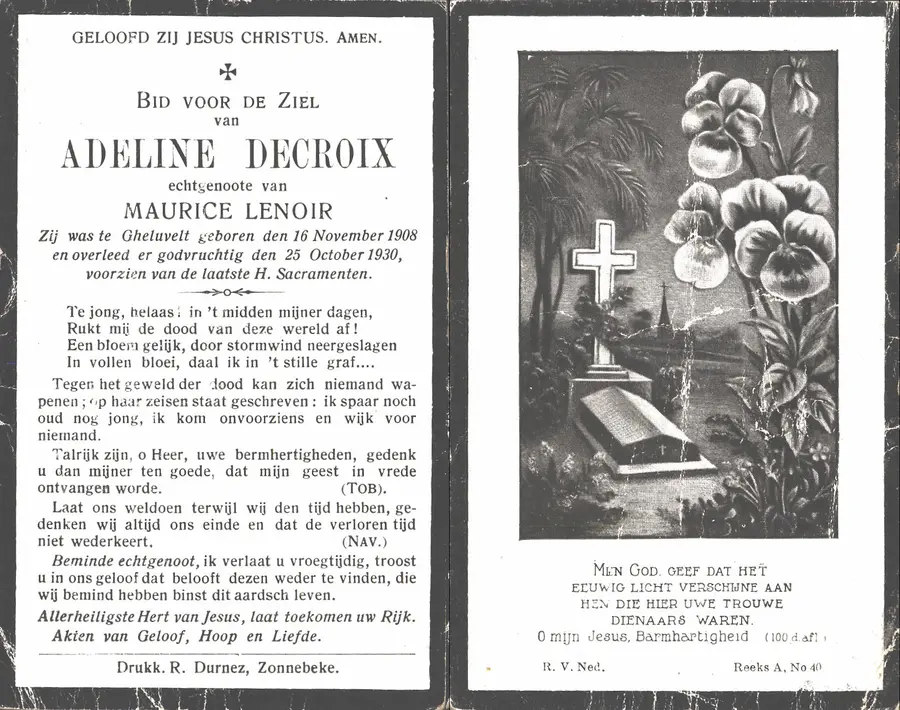 GELOOFD ZIJ JESUS CHRISTUS. AMEN.
BID VOOR DE ZIEL
van
ADELINE DECROIX
echtgenoote van
MAURICE LENOIR
Zij was te Gheluvelt geboren den 16 November 1908
en overleed er godvruchtig den 25 October 1930,
voorzien van de laatste H. Sacramenten.
Te jong, helaas! in 't midden mijner dagen,
Rukt mij de dood van deze wereld af!
Een bloem gelijk, door stormwind neergeslagen
In vollen bloei, daal ik in 't stille graf....
Tegen het geweld der dood kan zich niemand wa-
penen; op haar zeisen staat geschreven: ik spaar noch
oud nog jong, ik kom onvoorziens en wijk voor
niemand.
Talrijk zijn, o Heer, uwe bermhertigheden, gedenk
u dan mijner ten goede, dat mijn geest in vrede
ontvangen worde. (TOB).
Laat ons weldoen terwijl wij den tijd hebben, ge-
denken wij altijd ons einde en dat de verloren tijd
niet wederkeert. (NAV.)
Beminde echtgenoot, ik verlaat u vroegtijdig, troost
u in ons geloof dat belooft dezen weder te vinden, die
wij bemind hebben binst dit aardsch leven.
Allerheiligste Hert van Jesus, laat toekomen uw Rijk.
Akten van Geloof, Hoop en Liefde.
Drukk. R. Durnez, Zonnebeke.
MIJN GOD, GEEF DAT HET
EEUWIG LICHT VERSCHIJNE AAN
HEN DIE HIER UWE TROUWE
DIENAARS WAREN.
O mijn Jesus, Barmhartigheid (100 d. afl.)
R. V. Ned. Reeks A, No 40